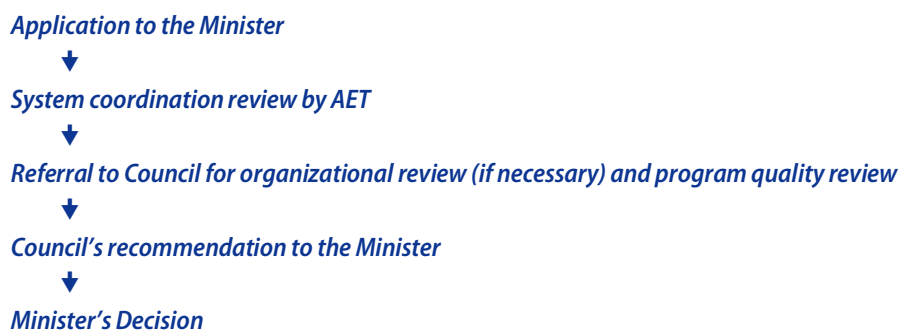 Application to the Minister
System coordination review by AET
Referral to Council for organizational review (if necessary) and program quality review
Council’s recommendation to the Minister
Minister’s Decision